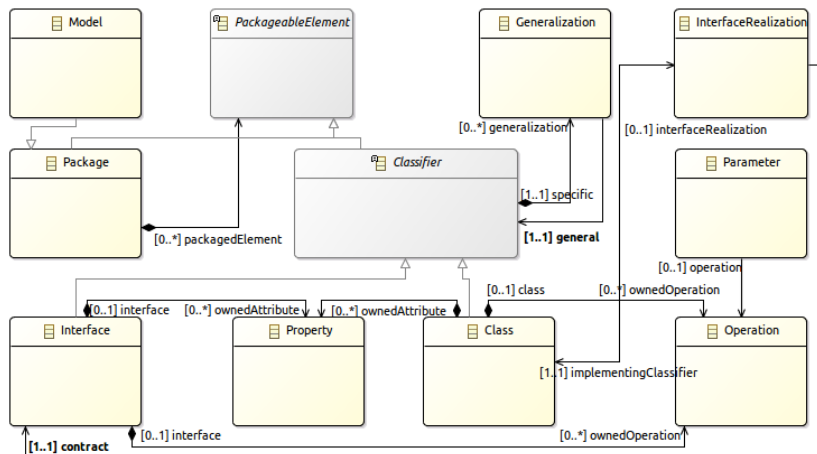 Model
PackageableElement
Generalization
InterfaceRealization
[0..*] generalization
[0..1] interfaceRealization
Package
Classifier
Parameter
[1..1] specific
[0..*] packagedElement
[1..1] general
[0..1] operation
[0..1] class
[0..*] ownedOperation
[0..1] interface
[0..*] ownedAttribute
[0..*] ownedAttribute
Interface
Property
Class
Operation
[1..1] implementingClassifier
[0..1] interface
[0..*] ownedOperation
[1..1] contract